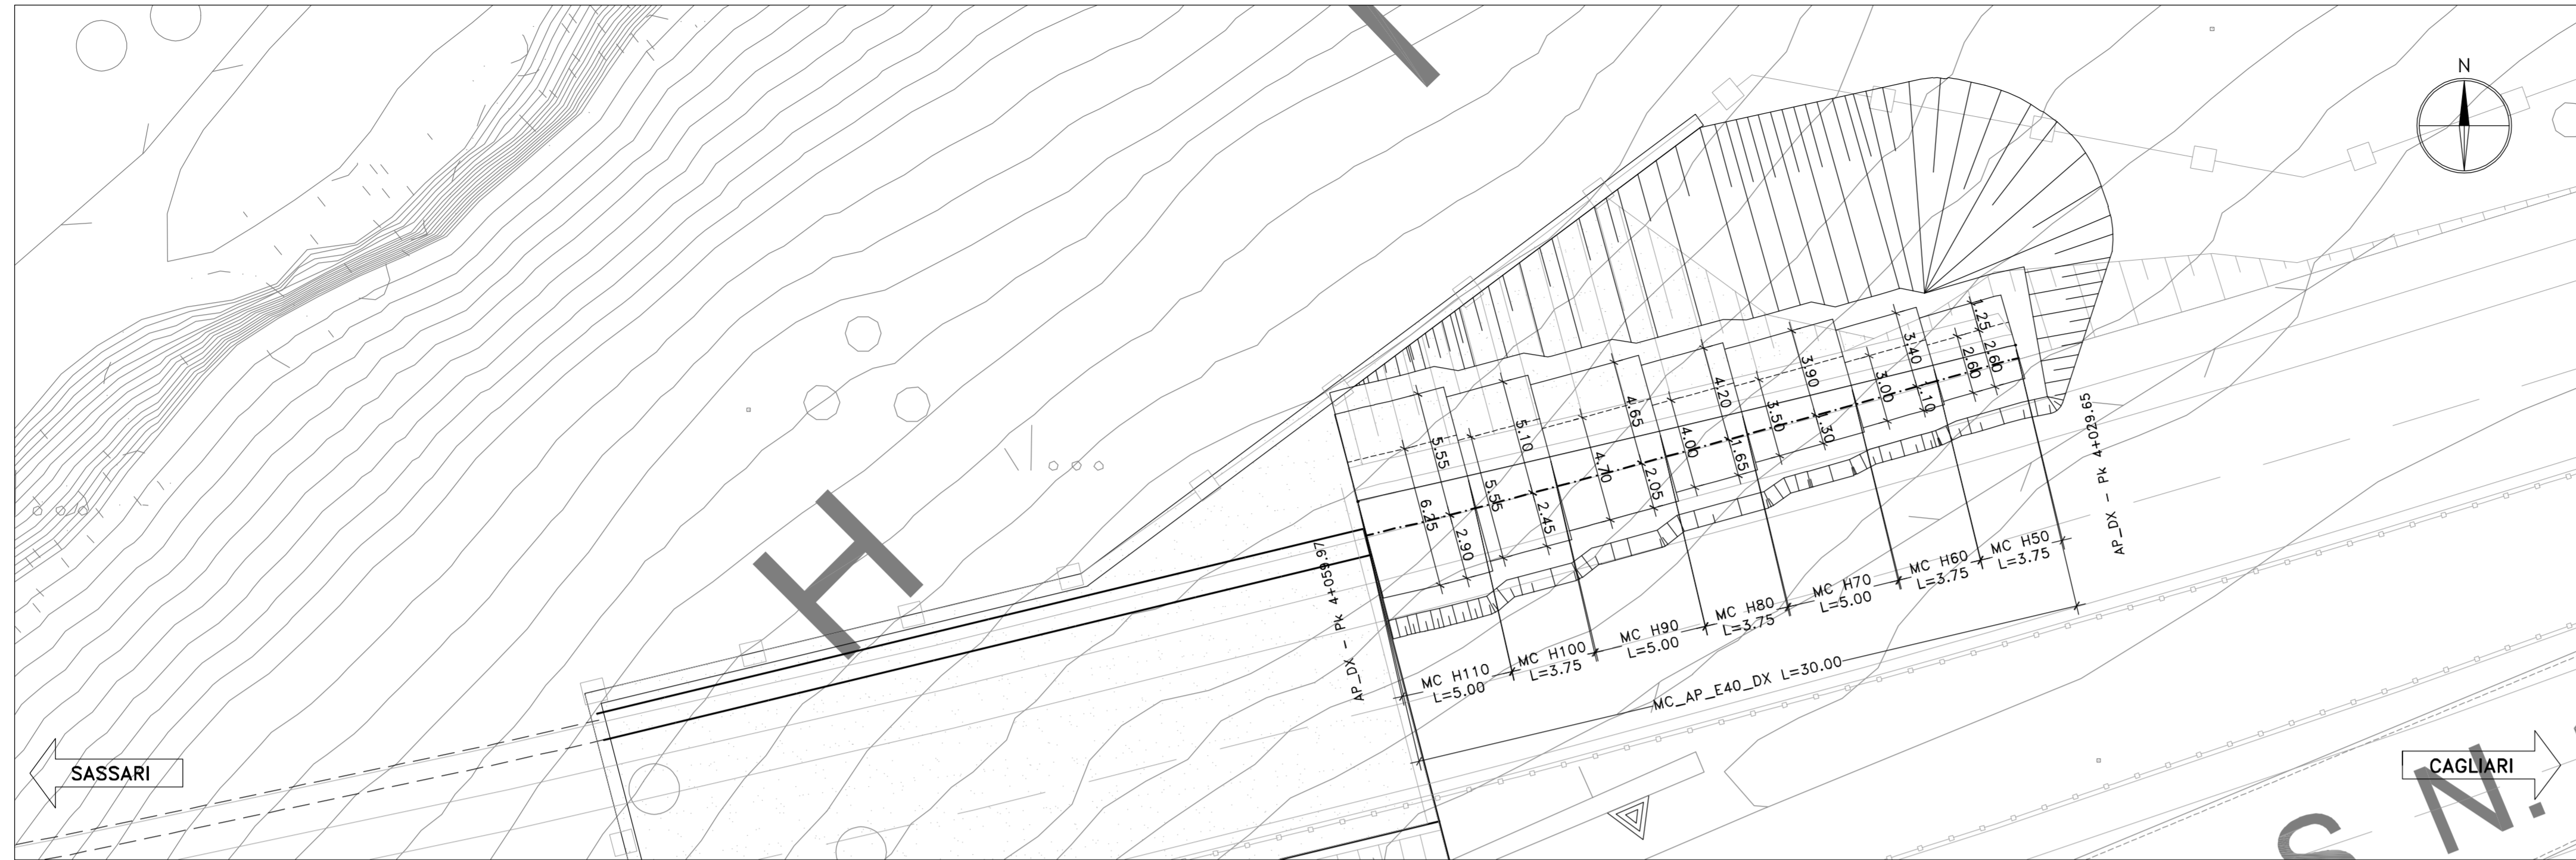 N
H
1.25
2.60
2.60
3.40
1.10
3.00
3.90
1.30
3.50
4.20
1.65
4.00
4.65
2.05
4.70
5.10
2.45
5.55
5.55
2.90
6.25
AP_DX – Pk 4+059.97
AP_DX – PK 4+029.65
MC H50
L=3.75
MC H60
L=3.75
MC H70
L=5.00
MC H80
L=3.75
MC H90
L=5.00
MC H100
L=3.75
MC H110
L=5.00
MC_AP_E40_DX L=30.00
SASSARI
CAGLIARI
S N.